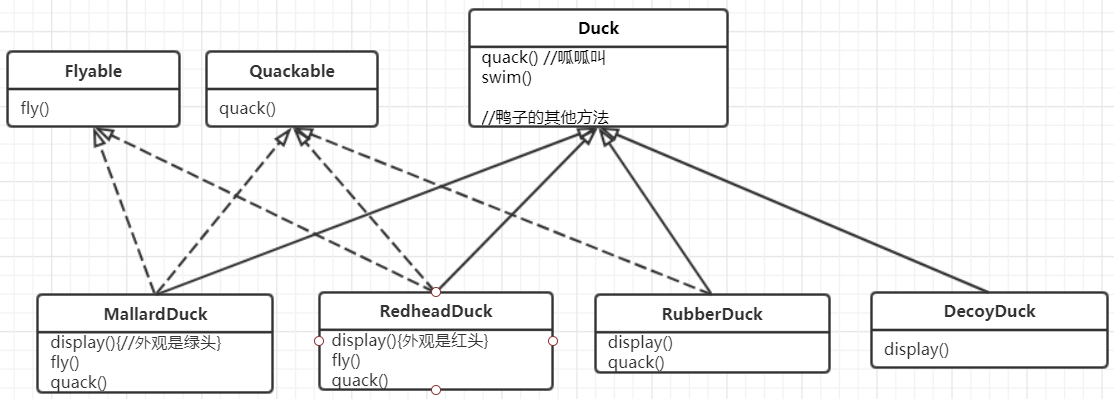 Duck
quack() //呱呱叫
swim()
//鸭子的其他方法
Flyable
fly()
Quackable
quack()
MallardDuck
display(){//外观是绿头}
fly()
quack()
RedheadDuck
display(){外观是红头}
fly()
quack()
RubberDuck
display()
quack()
DecoyDuck
display()